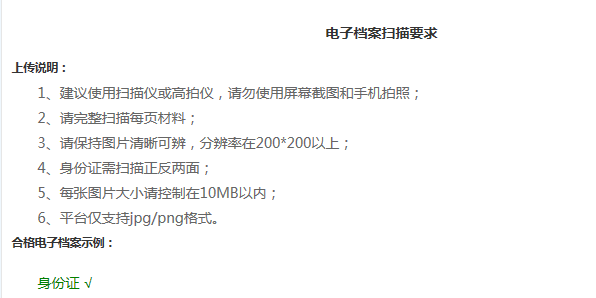 电子档案扫描要求
上传说明：
1、建议使用扫描仪或高拍仪，请勿使用屏幕截图和手机拍照；
2、请完整扫描每页材料；
3、请保持图片清晰可辨，分辨率在200*200以上；
4、身份证需扫描正反两面；
5、每张图片大小请控制在10MB以内；
6、平台仅支持jpg/png格式。
合格电子档案示例：
身份证 √